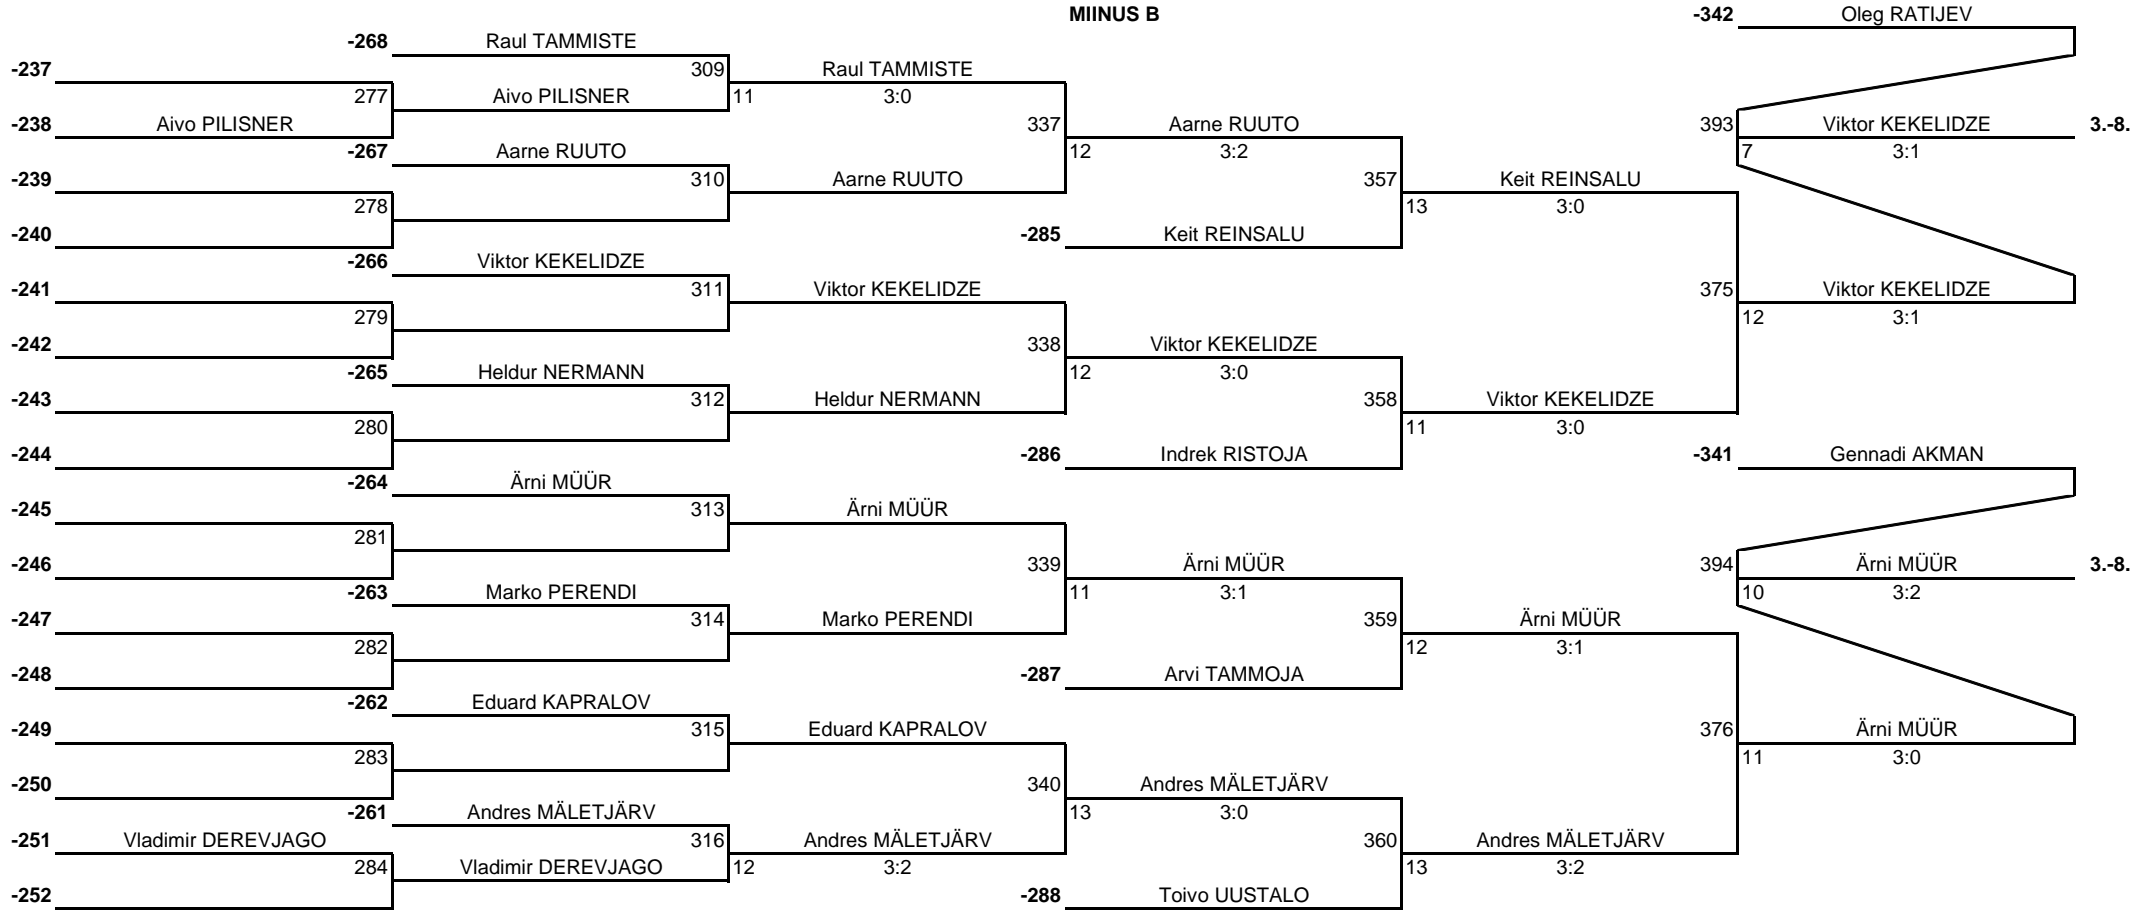 MIINUS B
-342 Oleg RATIJEV
-268 Raul TAMMISTE
-237 309 Raul TAMMISTE
277 Aivo PILISNER 11 3:0
-238 Aivo PILISNER 337 Aarne RUUTO 393 Viktor KEKELIDZE 3.-8.
-267 Aarne RUUTO 12 3:2 7 3:1
-239 310 Aarne RUUTO 357 Keit REINSALU
278 13 3:0
-240 -285 Keit REINSALU
-266 Viktor KEKELIDZE
-241 311 Viktor KEKELIDZE 375 Viktor KEKELIDZE
279 12 3:1
-242 338 Viktor KEKELIDZE
-265 Heldur NERMANN 12 3:0
-243 312 Heldur NERMANN 358 Viktor KEKELIDZE
280 11 3:0
-244 -286 Indrek RISTOJA -341 Gennadi AKMAN
-264 Ärni MÜÜR
-245 313 Ärni MÜÜR
281
-246 339 Ärni MÜÜR 394 Ärni MÜÜR 3.-8.
-263 Marko PERENDI 11 3:1 10 3:2
-247 314 Marko PERENDI 359 Ärni MÜÜR
282 12 3:1
-248 -287 Arvi TAMMOJA
-262 Eduard KAPRALOV
-249 315 Eduard KAPRALOV 376 Ärni MÜÜR
283 11 3:0
-250 340 Andres MÄLETJÄRV
-261 Andres MÄLETJÄRV 13 3:0
-251 Vladimir DEREVJAGO 316 Andres MÄLETJÄRV 360 Andres MÄLETJÄRV
284 Vladimir DEREVJAGO 12 3:2 13 3:2
-252 -288 Toivo UUSTALO